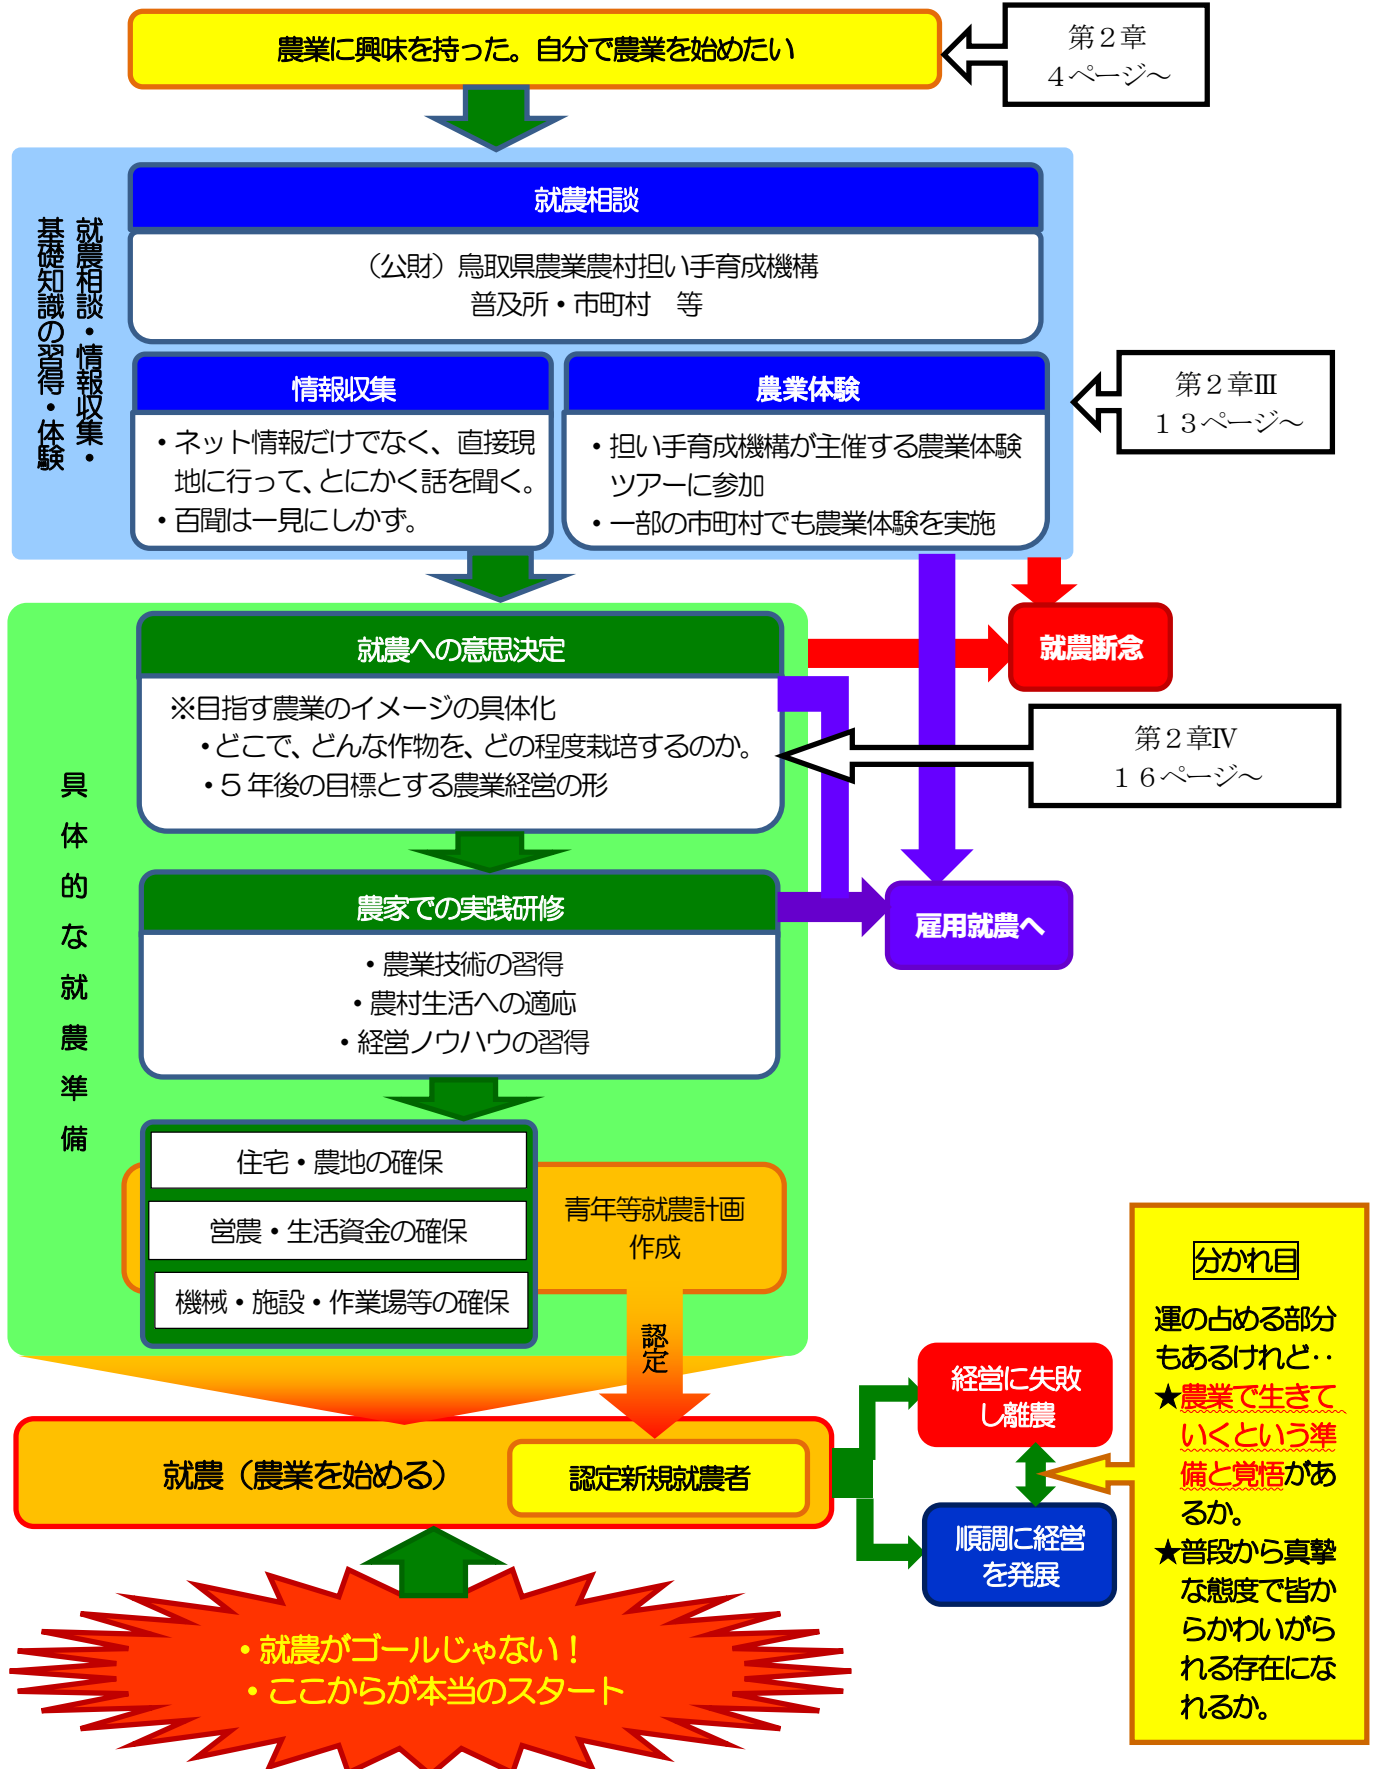 農業に興味を持った。自分で農業を始めたい
第２章
４ページ～
就農相談・情報収集・
基礎知識の習得・体験
就農相談
（公財）鳥取県農業農村担い手育成機構
普及所・市町村　等
情報収集
・ネット情報だけでなく、直接現
地に行って、とにかく話を聞く。
・百聞は一見にしかず。
農業体験
・担い手育成機構が主催する農業体験
ツアーに参加
・一部の市町村でも農業体験を実施
第２章Ⅲ
１３ページ～
具体的な就農準備
就農への意思決定
※目指す農業のイメージの具体化
・どこで、どんな作物を、どの程度栽培するのか。
・５年後の目標とする農業経営の形
就農断念
第２章Ⅳ
１６ページ～
農家での実践研修
・農業技術の習得
・農村生活への適応
・経営ノウハウの習得
雇用就農へ
住宅・農地の確保
営農・生活資金の確保
機械・施設・作業場等の確保
青年等就農計画
作成
認定
就農（農業を始める）
認定新規就農者
経営に失敗
し離農
順調に経営
を発展
分かれ目
運の占める部分
もあるけれど‥
★農業で生きて
いくという準
備と覚悟があ
るか。
★普段から真摯
な態度で皆か
らかわいがら
れる存在にな
れるか。
・就農がゴールじゃない！
・ここからが本当のスタート